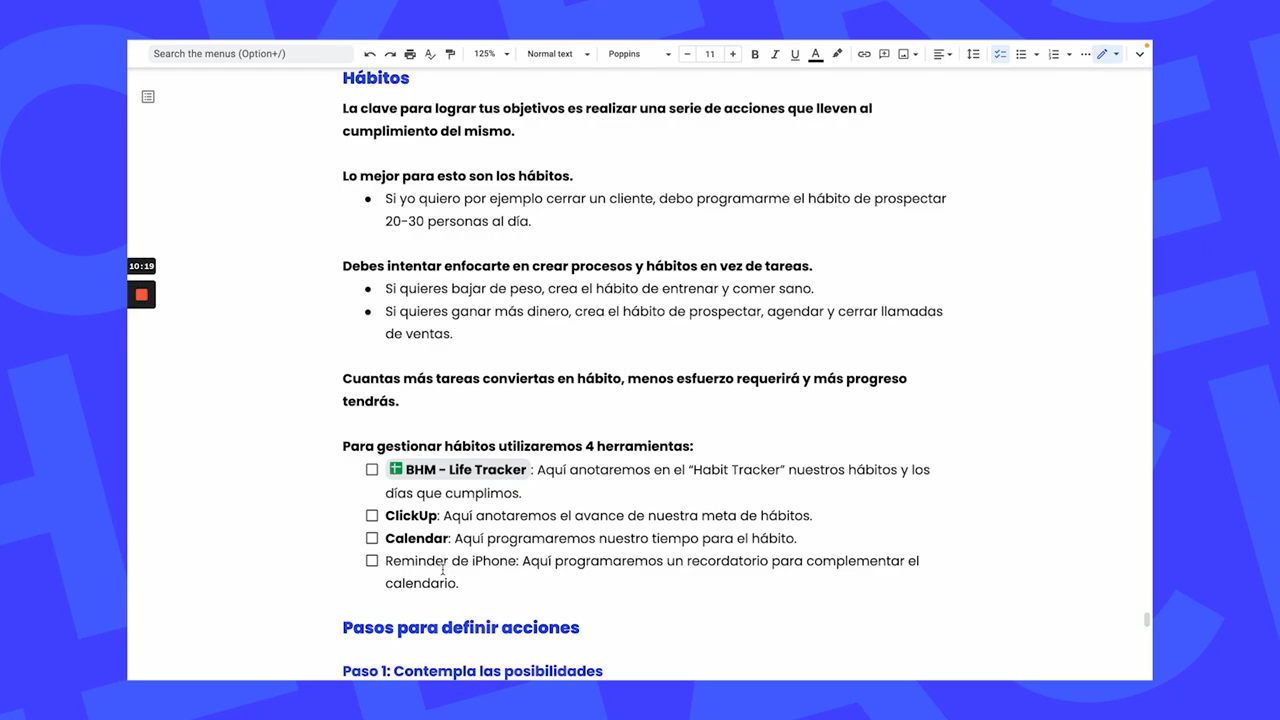 Search the menus (Option+/)
125%
Normal text
Poppins
11
B
I
U
A
Hábitos
La clave para lograr tus objetivos es realizar una serie de acciones que lleven al
cumplimiento del mismo.
Lo mejor para esto son los hábitos.
● Si yo quiero por ejemplo cerrar un cliente, debo programarme el hábito de prospectar
20-30 personas al día.
10:19
Debes intentar enfocarte en crear procesos y hábitos en vez de tareas.
● Si quieres bajar de peso, crea el hábito de entrenar y comer sano.
● Si quieres ganar más dinero, crea el hábito de prospectar, agendar y cerrar llamadas
de ventas.
Cuantas más tareas conviertas en hábito, menos esfuerzo requerirá y más progreso
tendrás.
Para gestionar hábitos utilizaremos 4 herramientas:
BHM - Life Tracker : Aquí anotaremos en el “Habit Tracker” nuestros hábitos y los
días que cumplimos.
ClickUp: Aquí anotaremos el avance de nuestra meta de hábitos.
Calendar: Aquí programaremos nuestro tiempo para el hábito.
Reminder de iPhone: Aquí programaremos un recordatorio para complementar el
calendario.
Pasos para definir acciones
Paso 1: Contempla las posibilidades